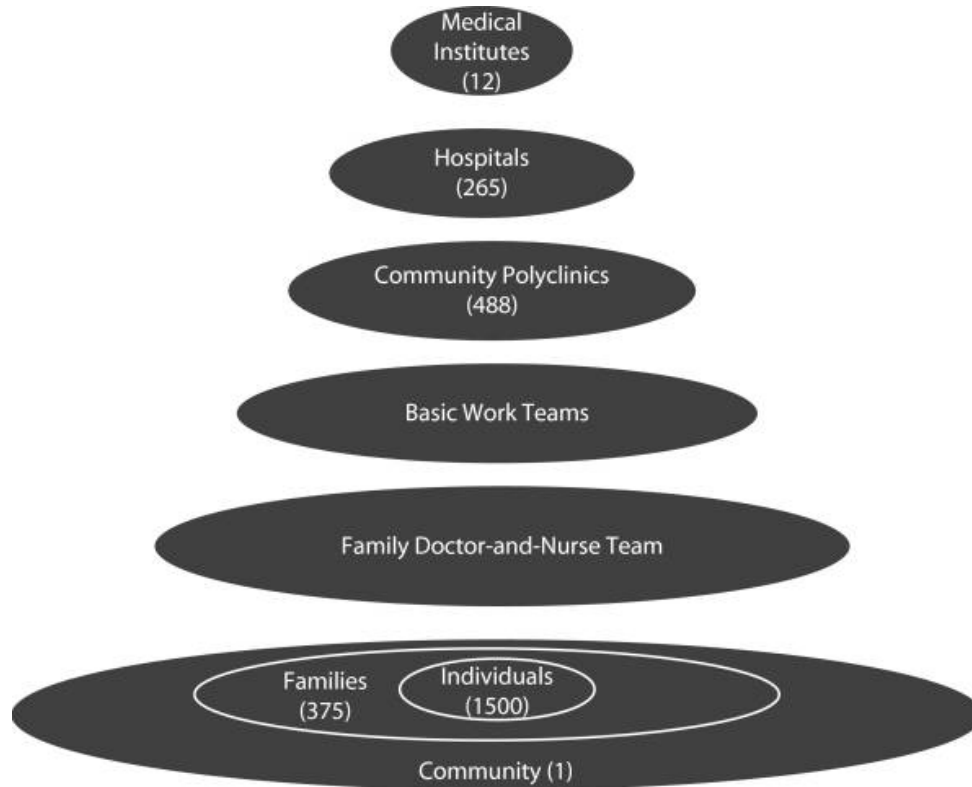 Medical
Institutes
(12)
Hospitals
(265)
Community Polyclinics
(488)
Basic Work Teams
Family Doctor-and-Nurse Team
Families
(375)
Individuals
(1500)
Community (1)